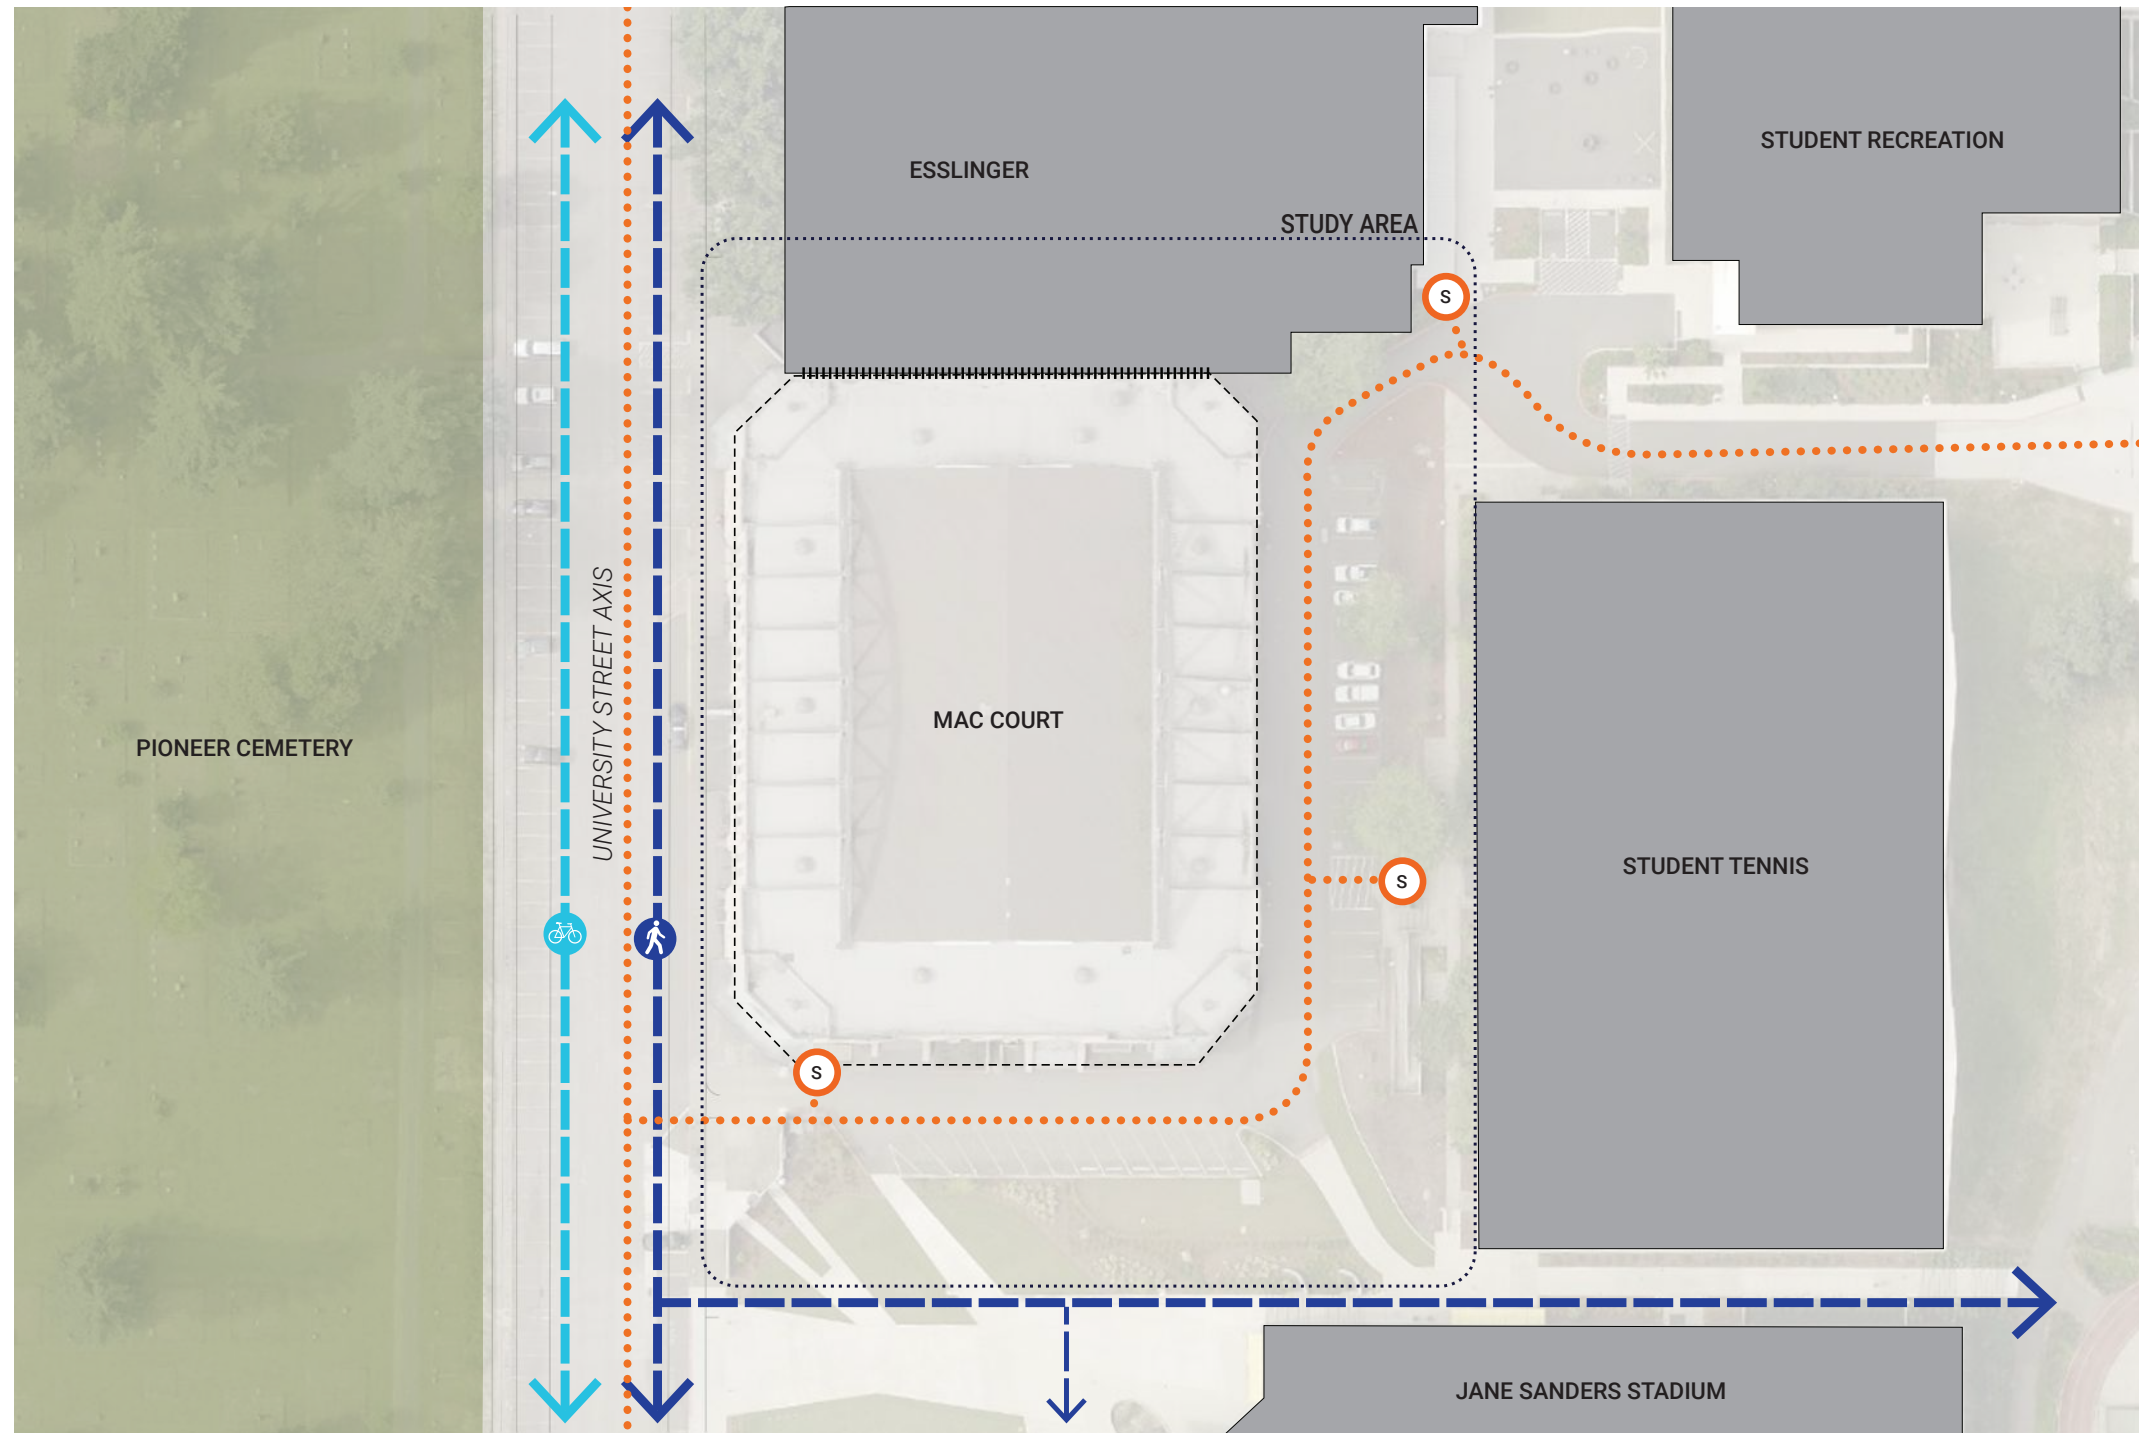 STUDENT RECREATION
ESSLINGER
STUDY AREA
S
UNIVERSITY STREET AXIS
MAC COURT
PIONEER CEMETERY
STUDENT TENNIS
S
S
JANE SANDERS STADIUM